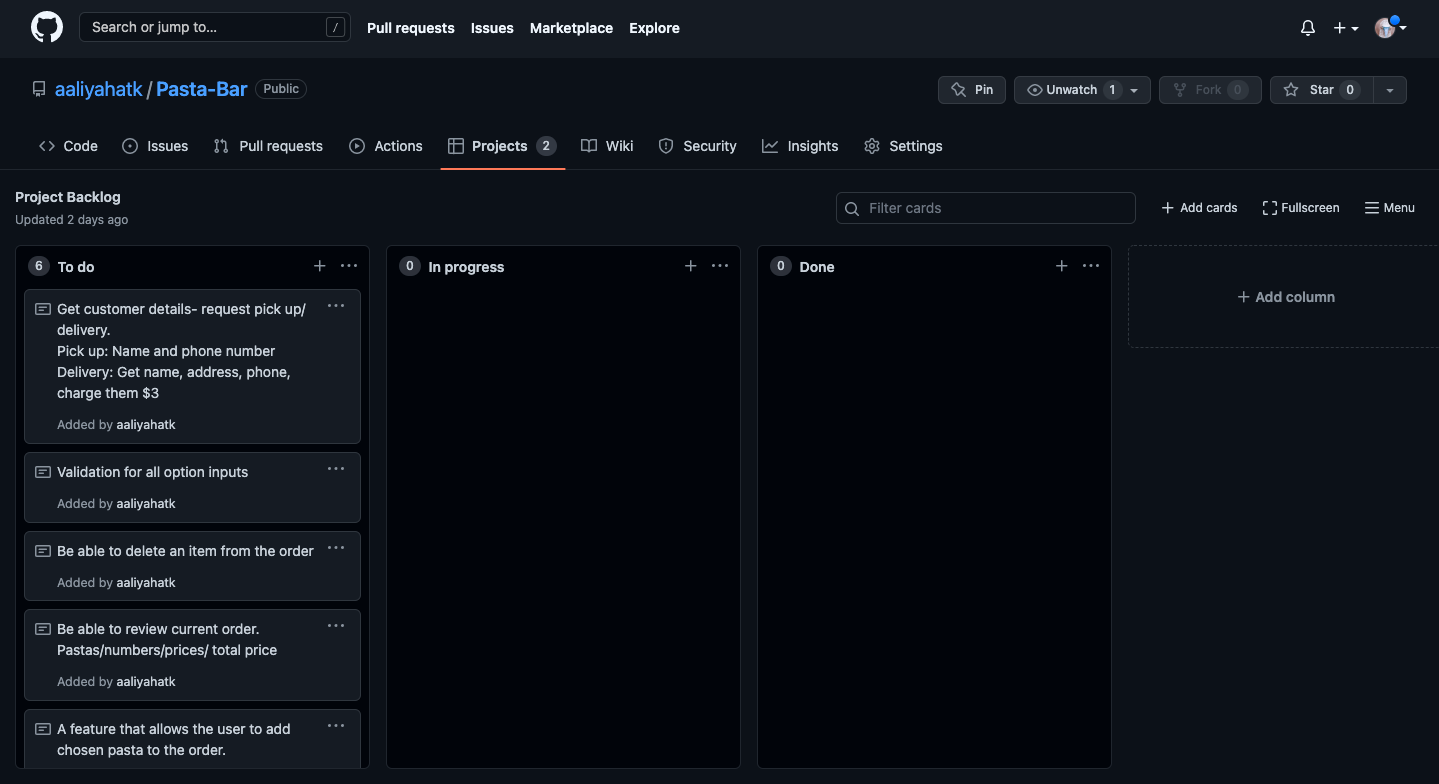 Search or jump to... /
Pull requests Issues Marketplace Explore
aaliyahatk / Pasta-Bar Public
Pin Unwatch 1 Fork 0 Star 0
Code Issues Pull requests Actions Projects 2 Wiki Security Insights Settings
Project Backlog
Updated 2 days ago
Filter cards
+ Add cards Fullscreen Menu
6 To do + ...
Get customer details- request pick up/ ...
delivery.
Pick up: Name and phone number
Delivery: Get name, address, phone,
charge them $3
Added by aaliyahatk
Validation for all option inputs ...
Added by aaliyahatk
Be able to delete an item from the order ...
Added by aaliyahatk
Be able to review current order. ...
Pastas/numbers/prices/ total price
Added by aaliyahatk
A feature that allows the user to add ...
chosen pasta to the order.
0 In progress + ...
0 Done + ...
+ Add column